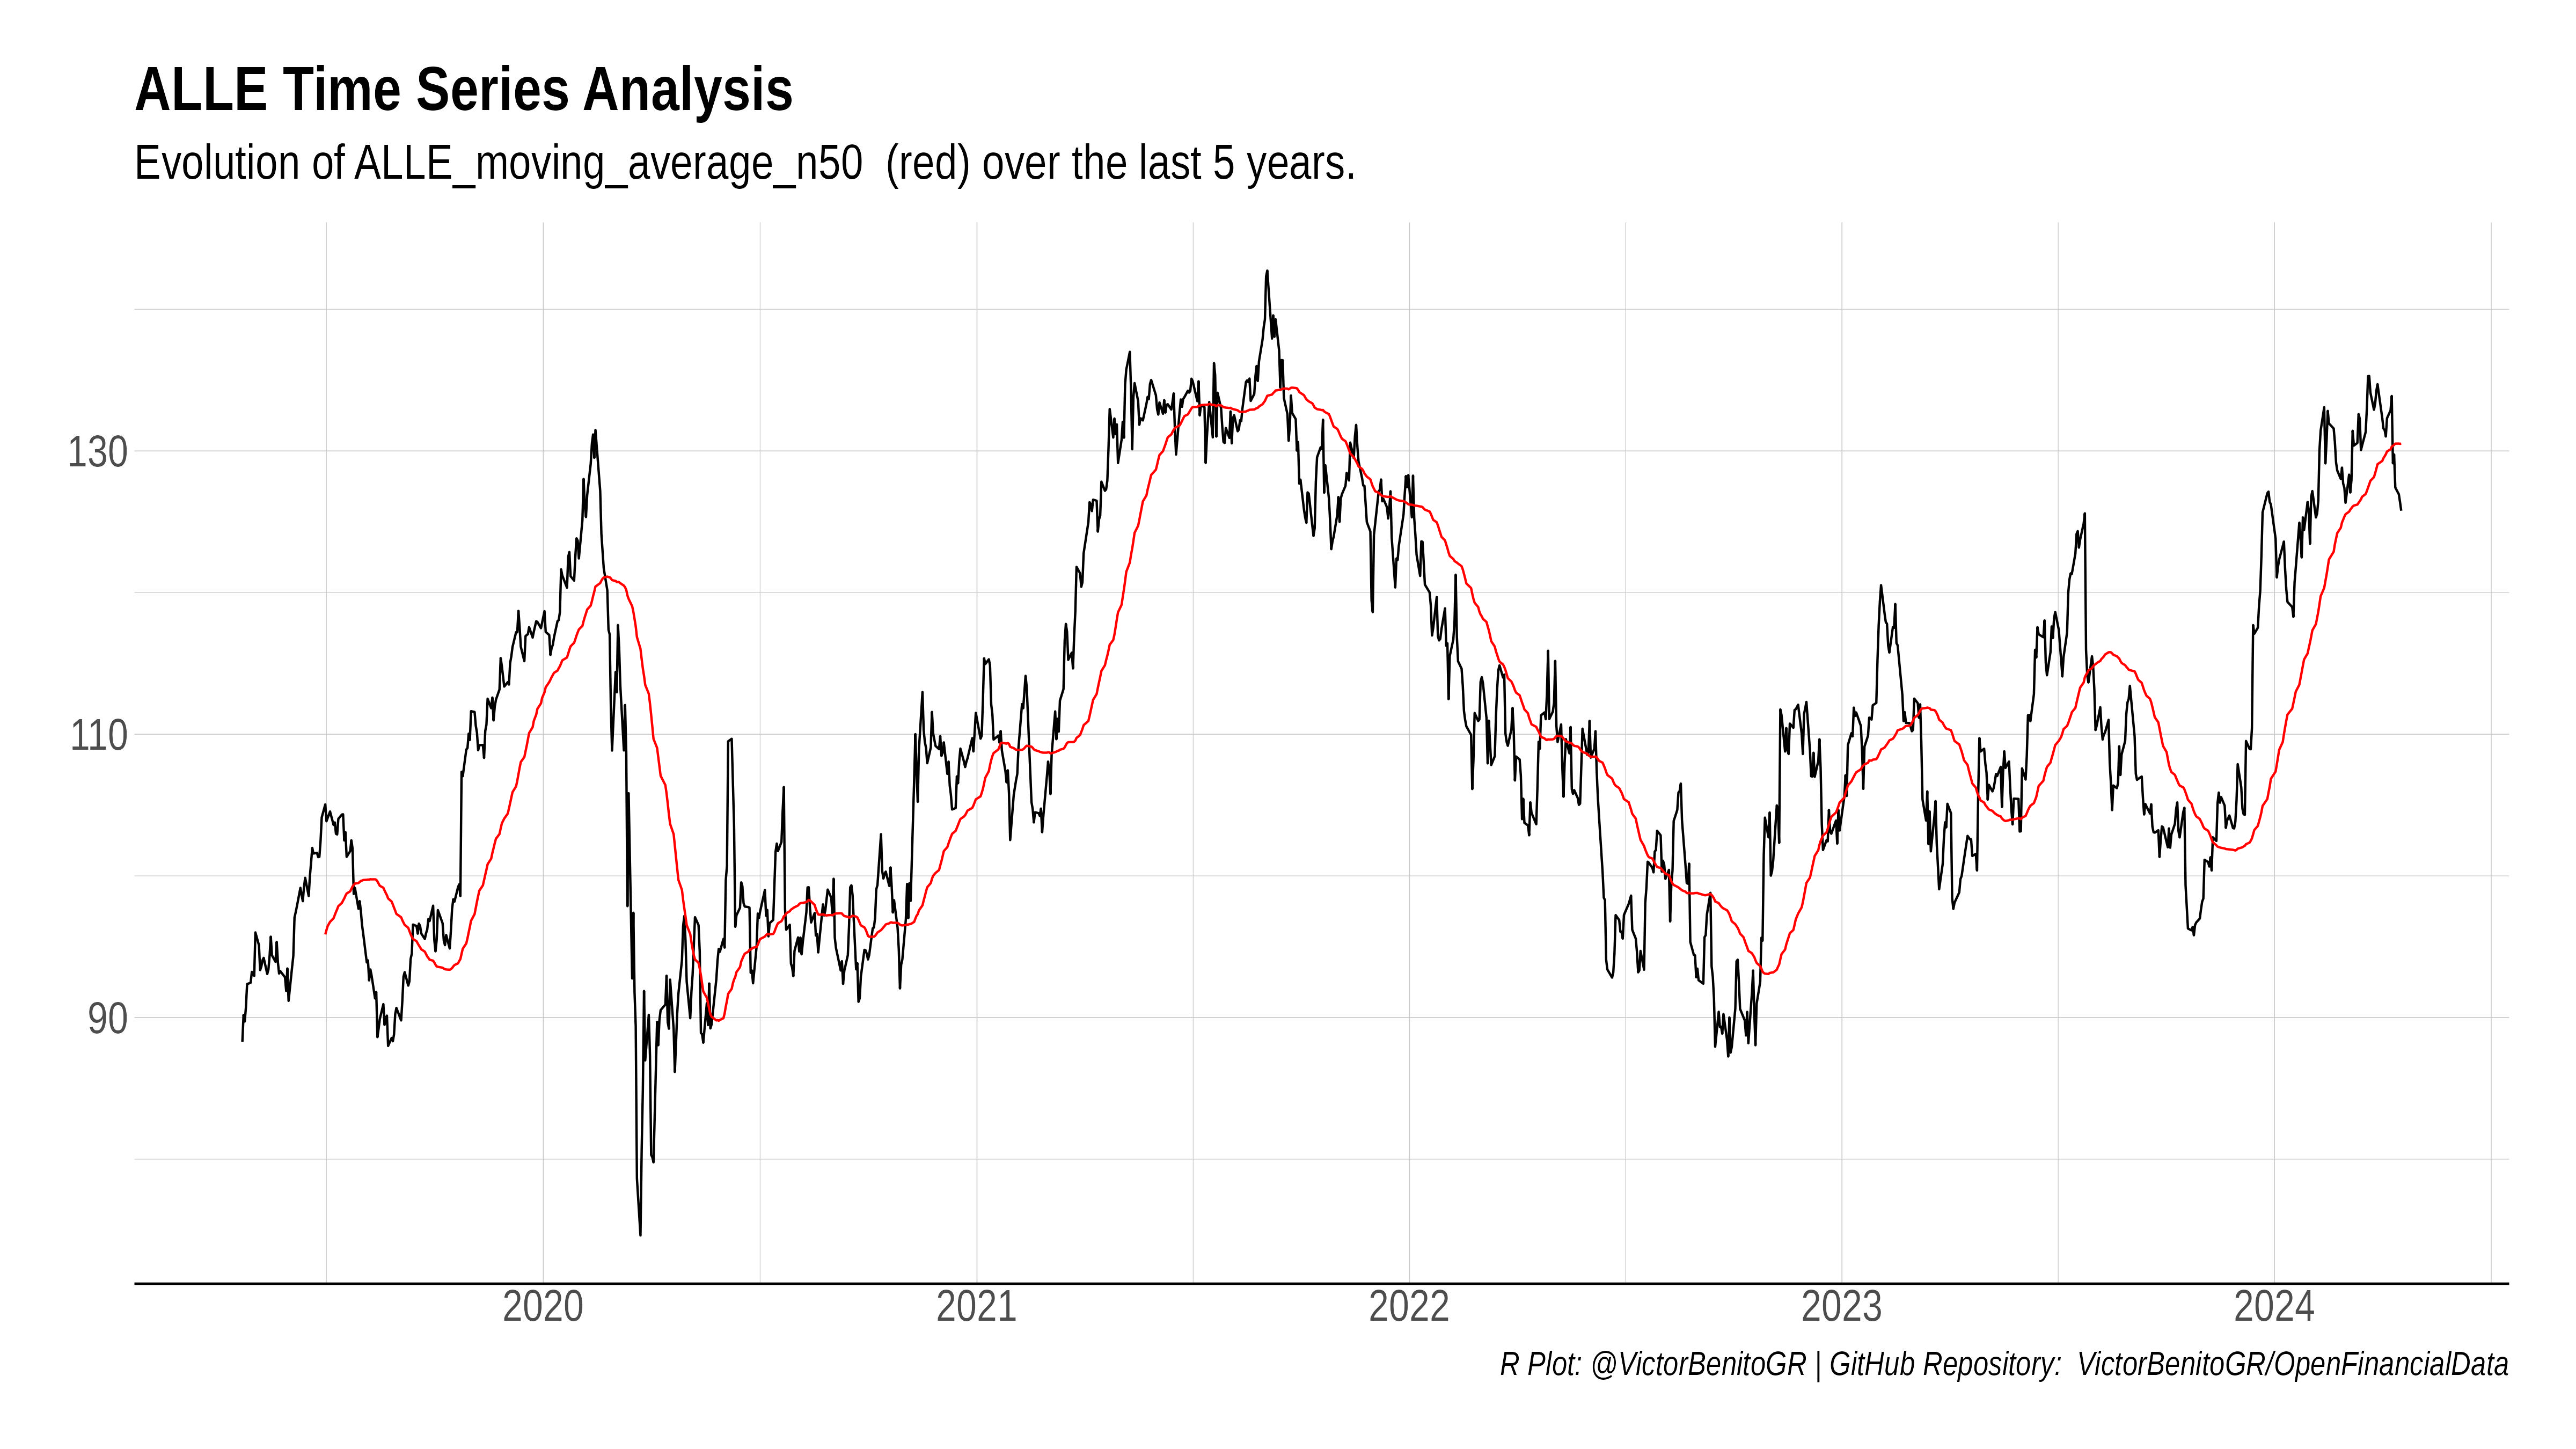 ALLE Time Series Analysis
Evolution of ALLE_moving_average_n50  (red) over the last 5 years.
130
110
90
2020 2021 2022 2023 2024
R Plot: @VictorBenitoGR | GitHub Repository:  VictorBenitoGR/OpenFinancialData